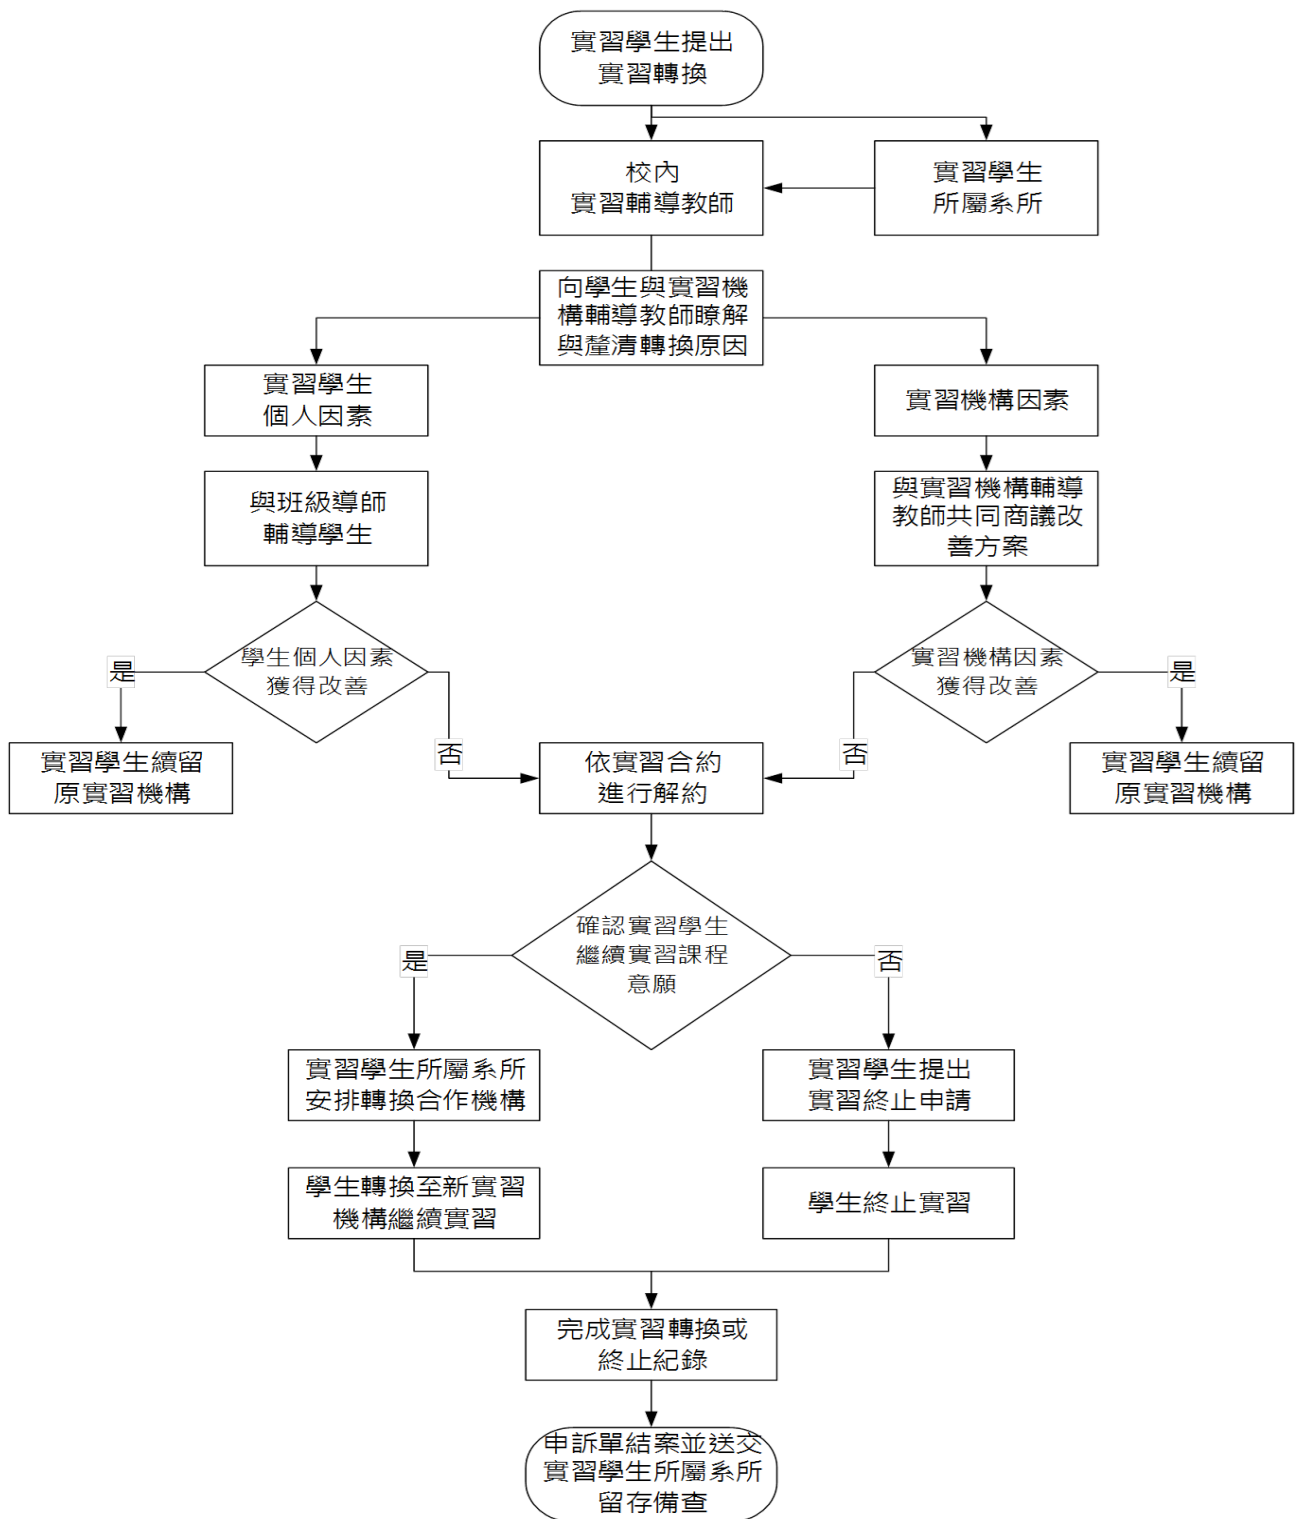 實習學生提出
實習轉換
校內
實習輔導教師
實習學生
所屬系所
向學生與實習機
構輔導教師瞭解
與釐清轉換原因
實習學生
個人因素
實習機構因素
與班級導師
輔導學生
與實習機構輔導
教師共同商議改
善方案
學生個人因素
獲得改善
實習機構因素
獲得改善
是
是
否
否
實習學生續留
原實習機構
依實習合約
進行解約
實習學生續留
原實習機構
確認實習學生
繼續實習課程
意願
是
否
實習學生所屬系所
安排轉換合作機構
實習學生提出
實習終止申請
學生轉換至新實習
機構繼續實習
學生終止實習
完成實習轉換或
終止紀錄
申訴單結案並送交
實習學生所屬系所
留存備查